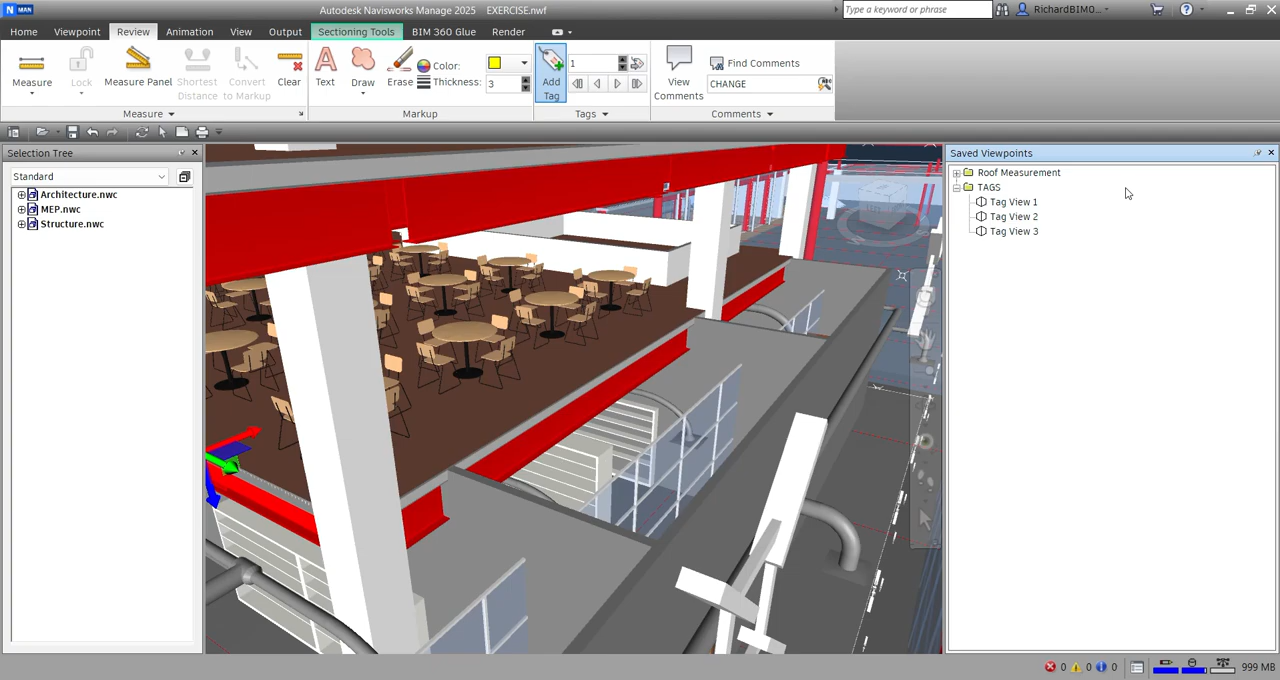 N MAN
Autodesk Navisworks Manage 2025 EXERCISE.nwf
Type a keyword or phrase
RichardBIMO...
Home Viewpoint Review Animation View Output Sectioning Tools BIM 360 Glue Render
Measure Lock Measure Panel Shortest Distance Convert to Markup Clear
Text Draw Erase Color: Thickness: 3
Add Tag 1
View Comments Find Comments CHANGE
Measure Markup Tags Comments
Selection Tree
Standard
Architecture.nwc
MEP.nwc
Structure.nwc
Saved Viewpoints
Roof Measurement
TAGS
Tag View 1
Tag View 2
Tag View 3
0 0 0 999 MB